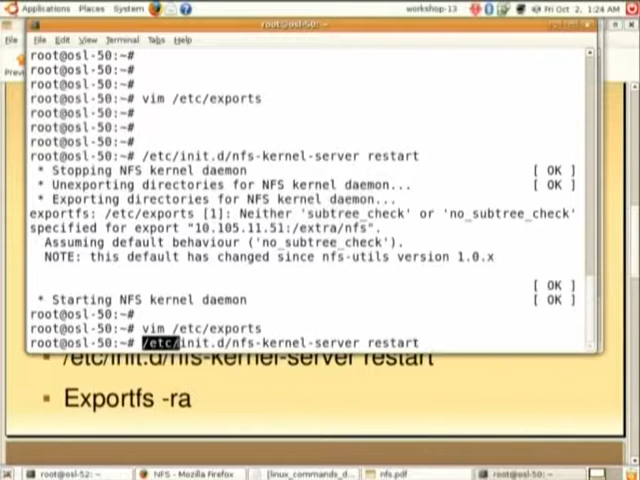 Applications Places System workshop-13 Fri Oct 2, 1:24 AM
root@osl-50: ~
File Edit View Terminal Tabs Help
root@osl-50:~#
root@osl-50:~#
root@osl-50:~#
root@osl-50:~# vim /etc/exports
root@osl-50:~#
root@osl-50:~#
root@osl-50:~#
root@osl-50:~# /etc/init.d/nfs-kernel-server restart
* Stopping NFS kernel daemon [ OK ]
* Unexporting directories for NFS kernel daemon... [ OK ]
* Exporting directories for NFS kernel daemon...
exportfs: /etc/exports [1]: Neither 'subtree_check' or 'no_subtree_check'
specified for export "10.105.11.51:/extra/nfs".
Assuming default behaviour ('no_subtree_check').
NOTE: this default has changed since nfs-utils version 1.0.x
[ OK ]
* Starting NFS kernel daemon [ OK ]
root@osl-50:~#
root@osl-50:~# vim /etc/exports
root@osl-50:~# /etc/init.d/nfs-kernel-server restart
/etc/init.d/nfs-kernel-server restart
Exportfs -ra
root@osl-52: ~ NFS - Mozilla Firefox [linux_commands_d... nfs.pdf root@osl-50: ~